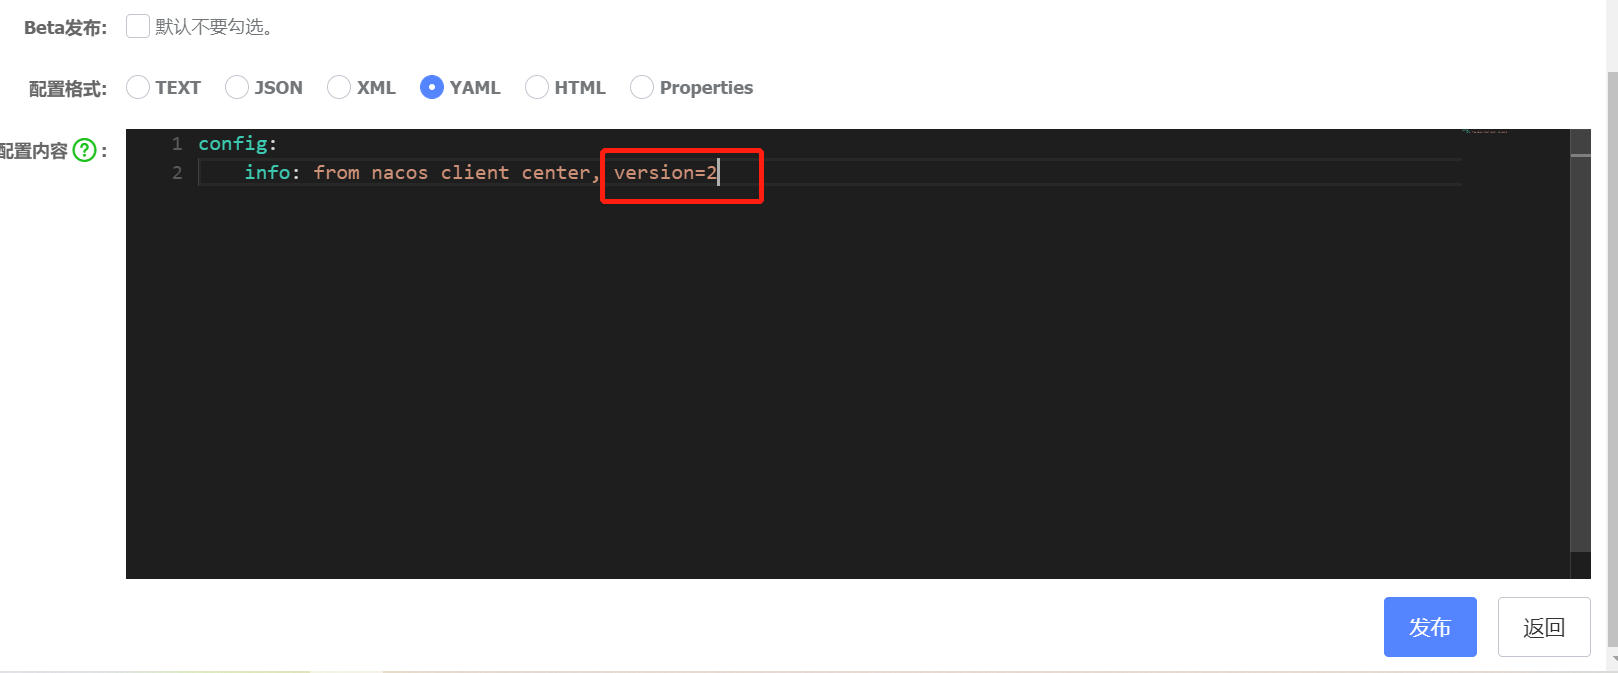 Beta发布: 默认不要勾选。
配置格式: TEXT JSON XML YAML HTML Properties
配置内容 ? :
1 config:
2 info: from nacos client center, version=2
发布 返回